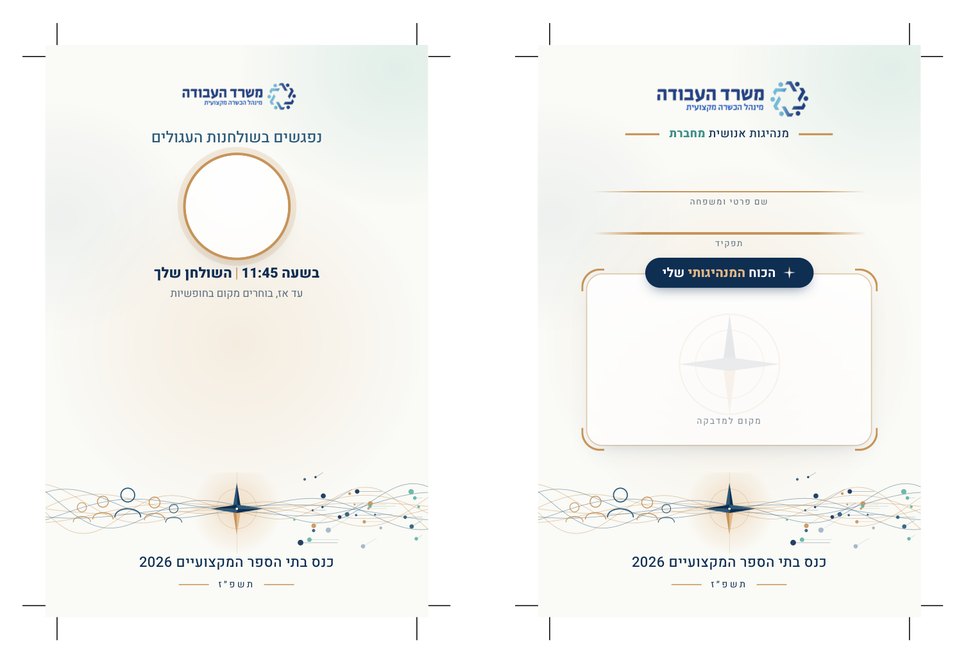 משרד העבודה
מינהל הכשרה מקצועית
נפגשים בשולחנות העגולים
בשעה 11:45 | השולחן שלך
עד אז, בוחרים מקום בחופשיות
כנס בתי הספר המקצועיים 2026
תשפ"ז
משרד העבודה
מינהל הכשרה מקצועית
מנהיגות אנושית מחברת
שם פרטי ומשפחה
תפקיד
הכוח המנהיגותי שלי
מקום למדבקה
כנס בתי הספר המקצועיים 2026
תשפ"ז